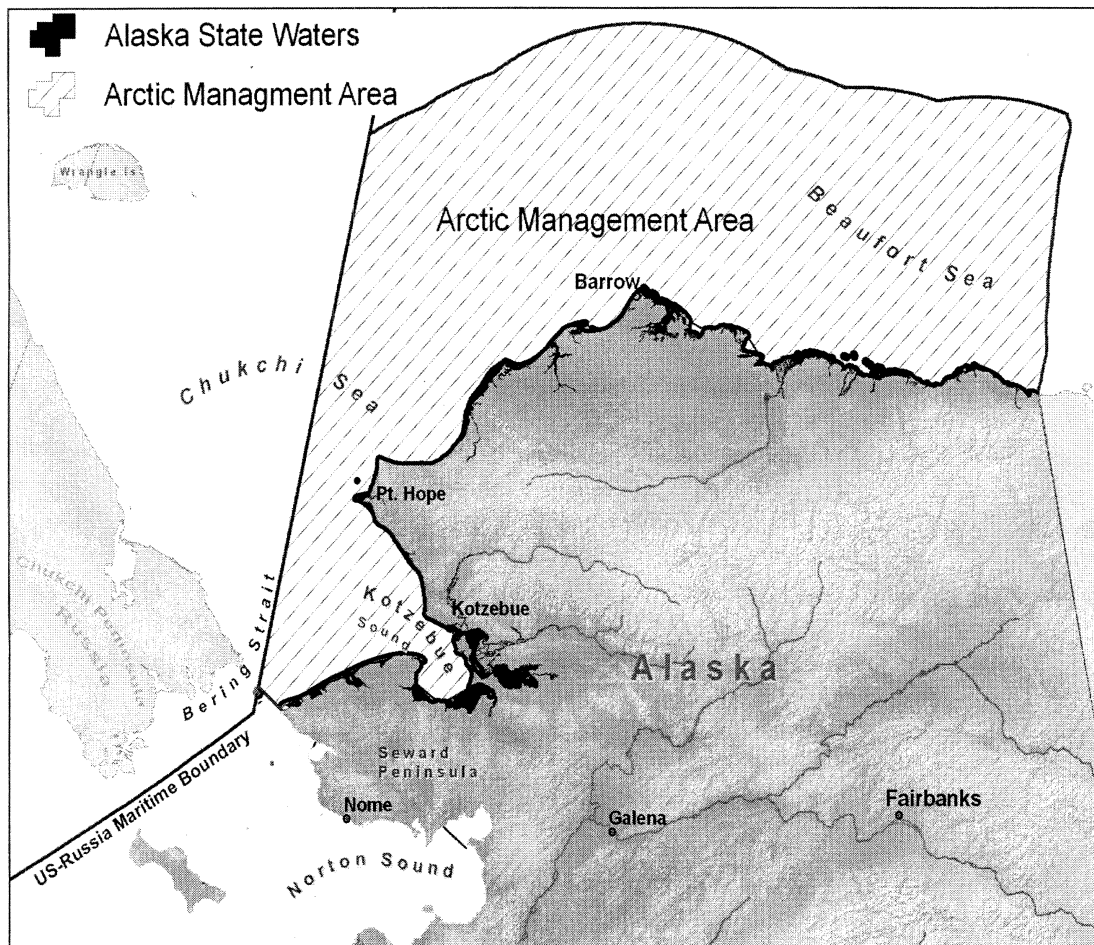 Alaska State Waters
Arctic Managment Area
Wrangle Is
Arctic Management Area
Beaufort Sea
Barrow
Chukchi Sea
Pt. Hope
Chukchi Peninsula
Russia
Bering Strait
Kotzebue
Sound
Kotzebue
Alaska
US-Russia Maritime Boundary
Seward
Peninsula
Nome
Galena
Fairbanks
Norton Sound